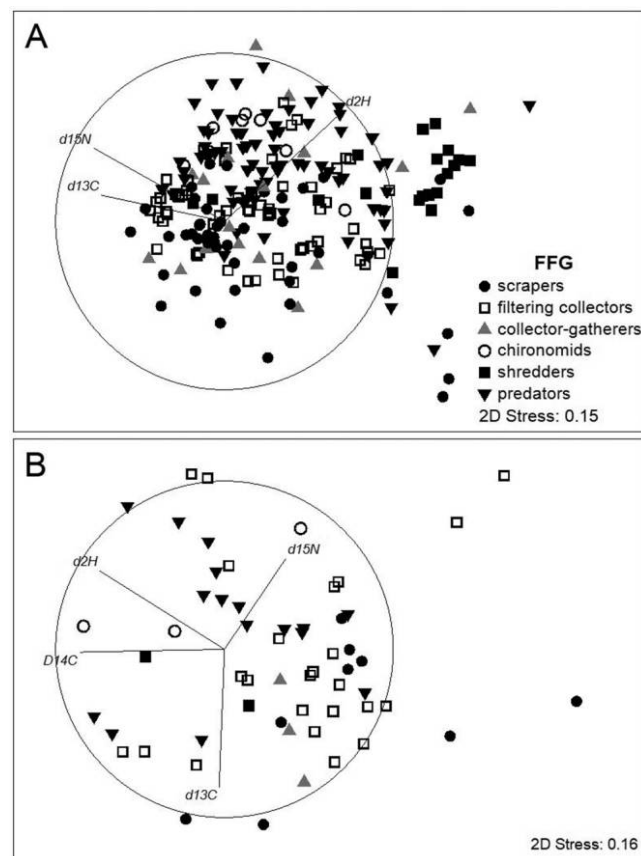 A
d2H
d15N
d13C
FFG
scrapers
filtering collectors
collector-gatherers
chironomids
shredders
predators
2D Stress: 0.15
B
d15N
d2H
D14C
d13C
2D Stress: 0.16